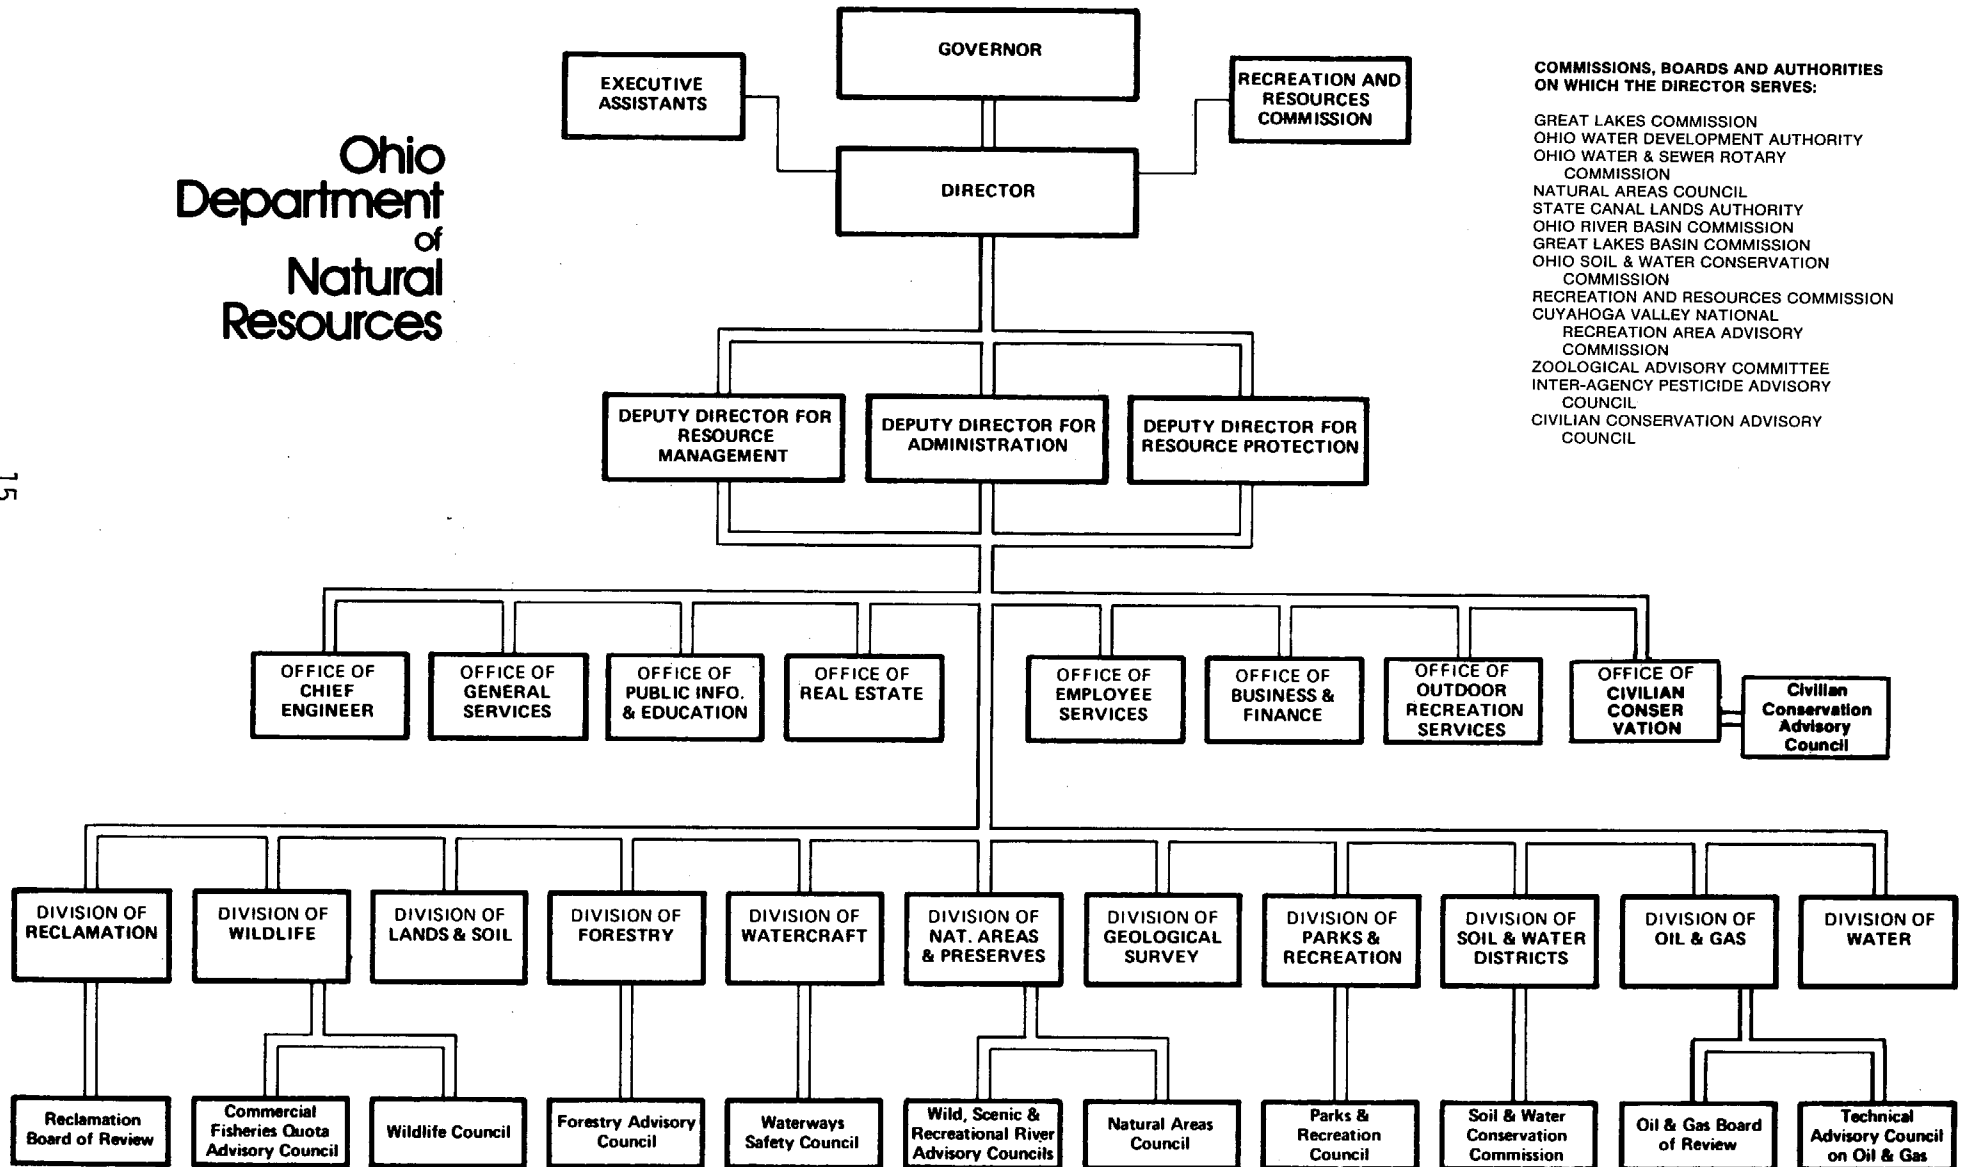 Ohio
Department
of
Natural
Resources
GOVERNOR
EXECUTIVE
ASSISTANTS
RECREATION AND
RESOURCES
COMMISSION
DIRECTOR
COMMISSIONS, BOARDS AND AUTHORITIES
ON WHICH THE DIRECTOR SERVES:
GREAT LAKES COMMISSION
OHIO WATER DEVELOPMENT AUTHORITY
OHIO WATER & SEWER ROTARY
COMMISSION
NATURAL AREAS COUNCIL
STATE CANAL LANDS AUTHORITY
OHIO RIVER BASIN COMMISSION
GREAT LAKES BASIN COMMISSION
OHIO SOIL & WATER CONSERVATION
COMMISSION
RECREATION AND RESOURCES COMMISSION
CUYAHOGA VALLEY NATIONAL
RECREATION AREA ADVISORY
COMMISSION
ZOOLOGICAL ADVISORY COMMITTEE
INTER-AGENCY PESTICIDE ADVISORY
COUNCIL
CIVILIAN CONSERVATION ADVISORY
COUNCIL
DEPUTY DIRECTOR FOR
RESOURCE
MANAGEMENT
DEPUTY DIRECTOR FOR
ADMINISTRATION
DEPUTY DIRECTOR FOR
RESOURCE PROTECTION
15
OFFICE OF
CHIEF
ENGINEER
OFFICE OF
GENERAL
SERVICES
OFFICE OF
PUBLIC INFO.
& EDUCATION
OFFICE OF
REAL ESTATE
OFFICE OF
EMPLOYEE
SERVICES
OFFICE OF
BUSINESS &
FINANCE
OFFICE OF
OUTDOOR
RECREATION
SERVICES
OFFICE OF
CIVILIAN
CONSER
VATION
Civilian
Conservation
Advisory
Council
DIVISION OF
RECLAMATION
DIVISION OF
WILDLIFE
DIVISION OF
LANDS & SOIL
DIVISION OF
FORESTRY
DIVISION OF
WATERCRAFT
DIVISION OF
NAT. AREAS
& PRESERVES
DIVISION OF
GEOLOGICAL
SURVEY
DIVISION OF
PARKS &
RECREATION
DIVISION OF
SOIL & WATER
DISTRICTS
DIVISION OF
OIL & GAS
DIVISION OF
WATER
Reclamation
Board of Review
Commercial
Fisheries Quota
Advisory Council
Wildlife Council
Forestry Advisory
Council
Waterways
Safety Council
Wild, Scenic &
Recreational River
Advisory Councils
Natural Areas
Council
Parks &
Recreation
Council
Soil & Water
Conservation
Commission
Oil & Gas Board
of Review
Technical
Advisory Council
on Oil & Gas